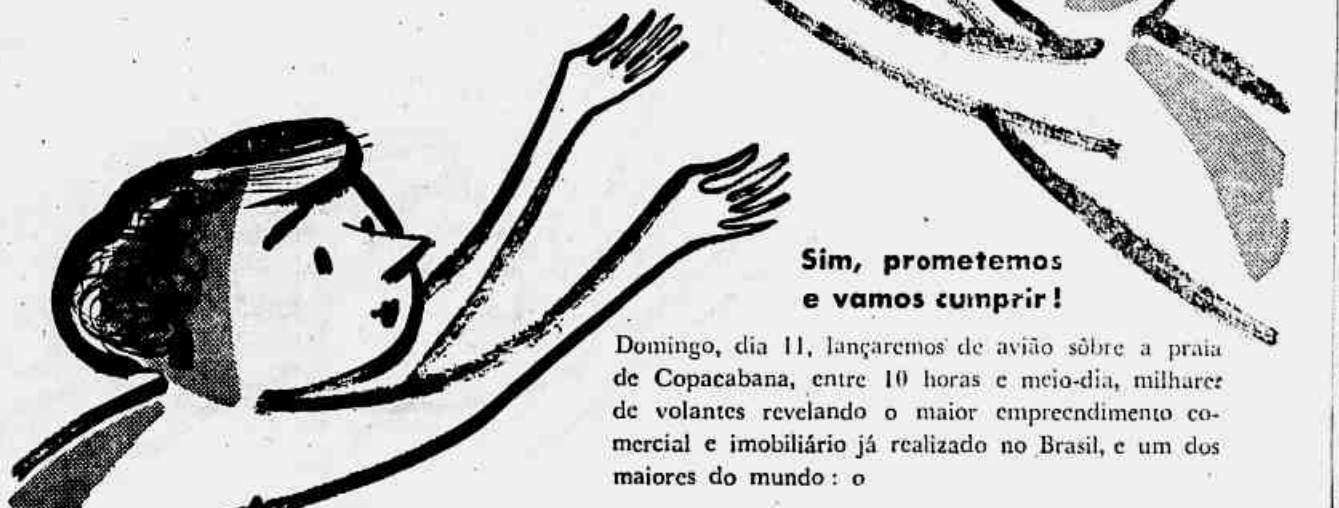 Sim, prometemos
e vamos cumprir!
Domingo, dia 11, lançaremos de avião sôbre a praia
de Copacabana, entre 10 horas e meio-dia, milhares
de volantes revelando o maior empreendimento co-
mercial e imobiliário já realizado no Brasil, e um dos
maiores do mundo: o